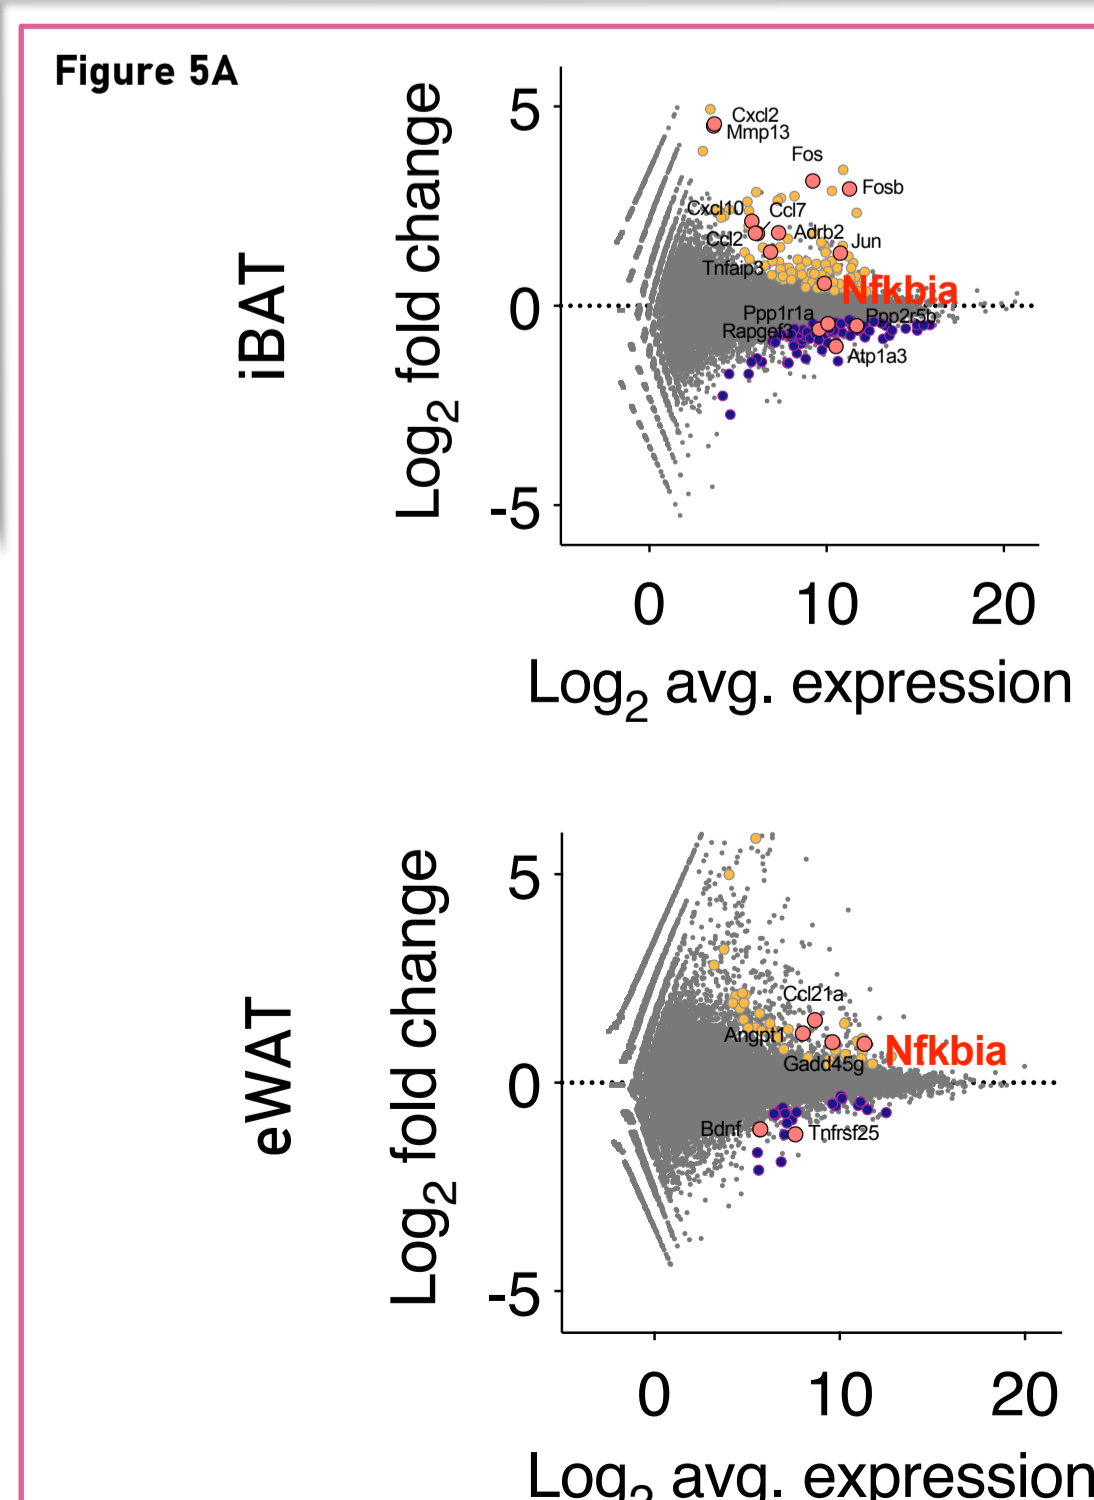 Figure 5A
iBAT
Log2 fold change
5
0
-5
Cxcl2
Mmp13
Fos
Fosb
Cxcl10
Ccl7
Ccl2
Adrb2
Jun
Tnfaip3
Nfkbia
Ppp1r1a
Ppp2r5b
Rapgef3
Atp1a3
0 10 20
Log2 avg. expression
eWAT
Log2 fold change
5
0
-5
Ccl21a
Angpt1
Nfkbia
Gadd45g
Bdnf
Tnfrsf25
0 10 20
Log2 avg. expression